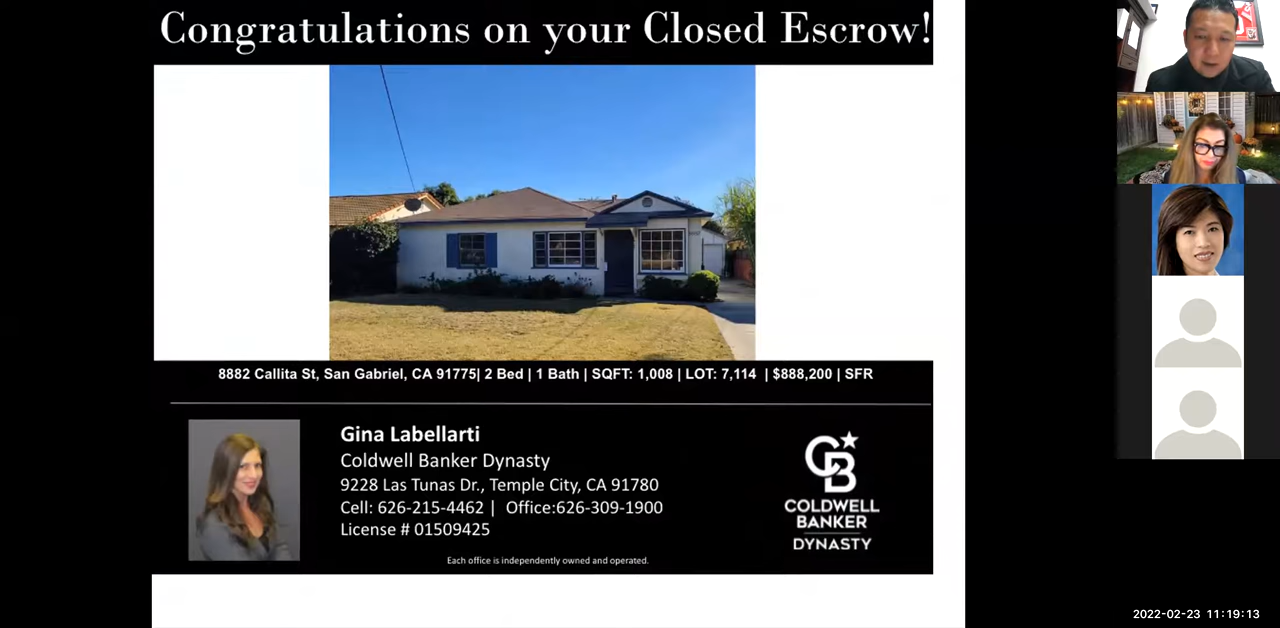 Congratulations on your Closed Escrow!
8882 Callita St, San Gabriel, CA 91775| 2 Bed | 1 Bath | SQFT: 1,008 | LOT: 7,114 | $888,200 | SFR
Gina Labellarti
Coldwell Banker Dynasty
9228 Las Tunas Dr., Temple City, CA 91780
Cell: 626-215-4462 | Office:626-309-1900
License # 01509425
Each office is independently owned and operated.
CB
COLDWELL
BANKER
DYNASTY
2022-02-23 11:19:13